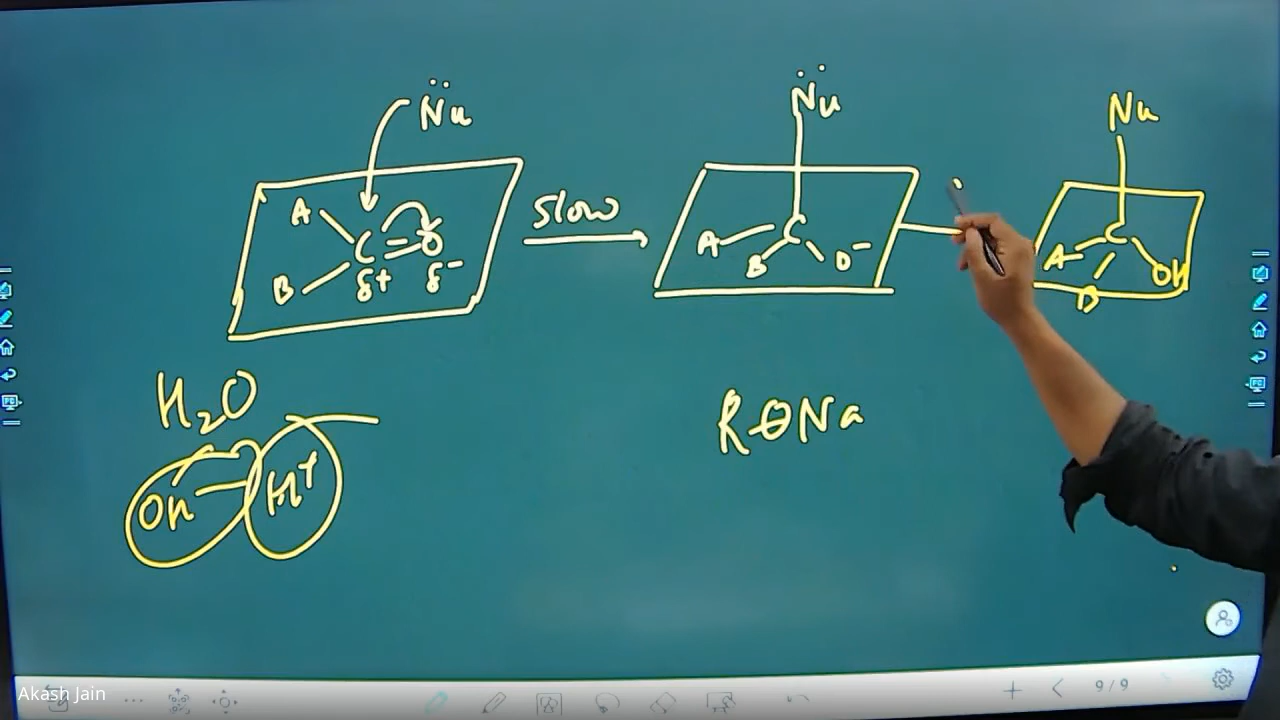 Nu
Nu
Nu
A
C = O
B
δ+ δ-
slow
C
A
B
O-
C
A
OH
H2O
OH - H+
RONa
Akash Jain
9/9